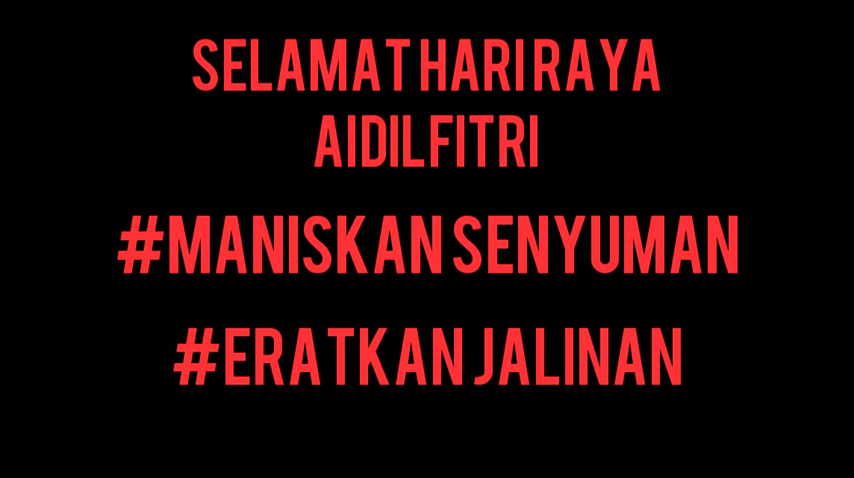 SELAMAT HARI RAYA
AIDILFITRI
#MANISKAN SENYUMAN
#ERATKAN JALINAN